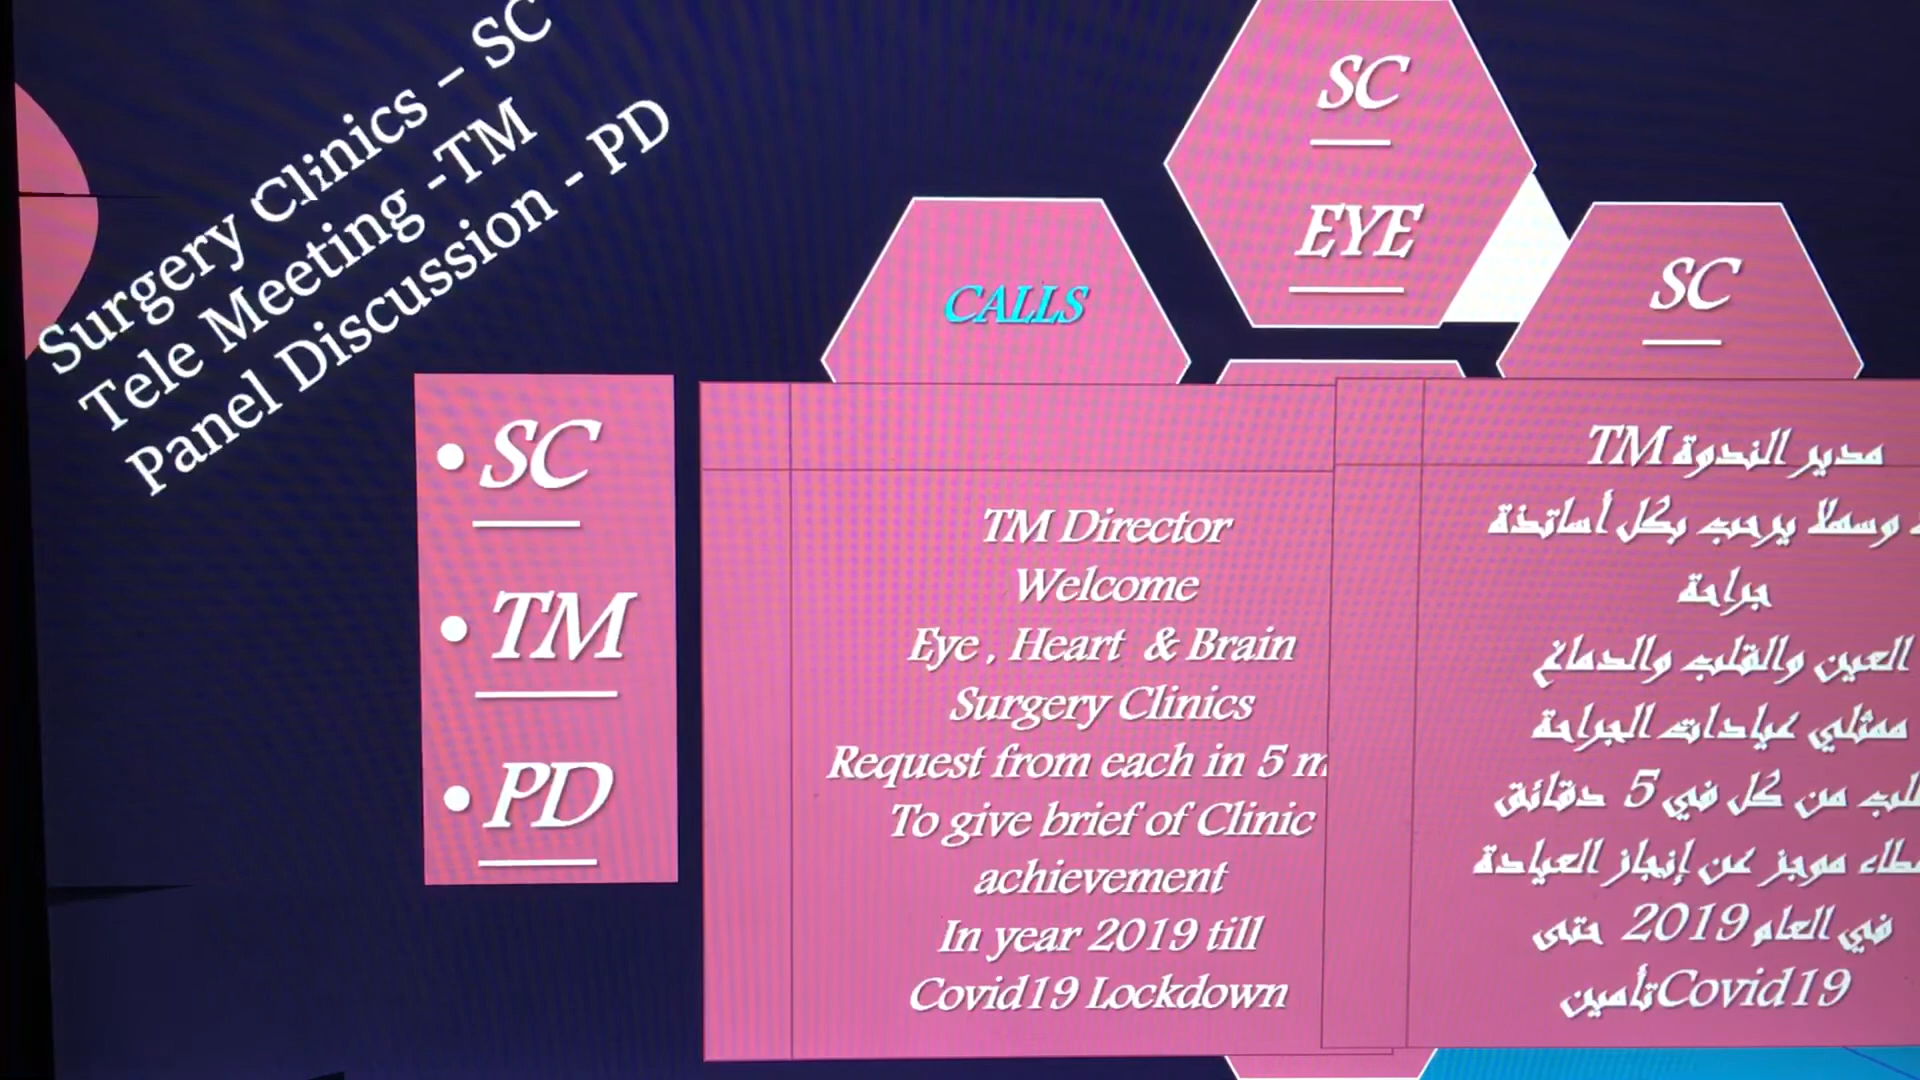 Surgery Clinics – SC
Tele Meeting -TM
Panel Discussion - PD
SC
EYE
CALLS
SC
• SC
• TM
• PD
TM Director
Welcome
Eye , Heart & Brain
Surgery Clinics
Request from each in 5 m
To give brief of Clinic
achievement
In year 2019 till
Covid19 Lockdown
مدير الندوة TM
وسهلا يرحب بكل أساتذة
جراحة
العين والقلب والدماغ
ممثلي عيادات الجراحة
من كل في 5 دقائق
موجز عن إنجاز العيادة
في العام 2019 حتى
تأمين Covid19